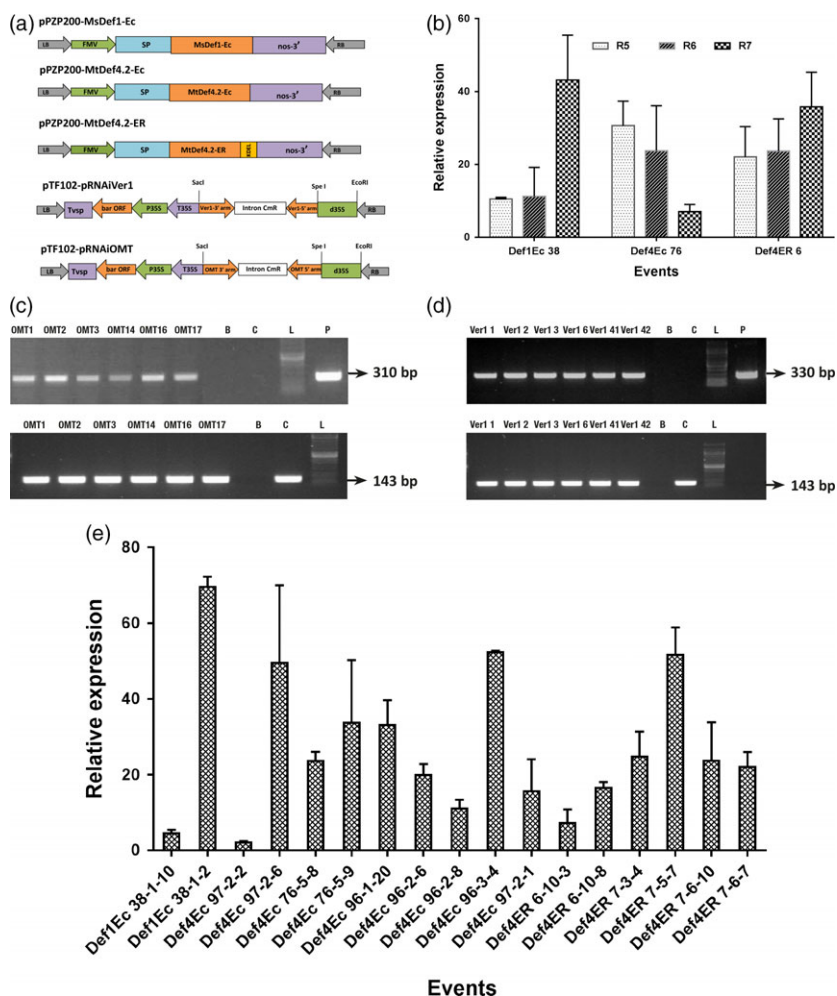 (a)
pPZP200-MsDef1-Ec
LB FMV SP MsDef1-Ec nos-3′ RB
pPZP200-MtDef4.2-Ec
LB FMV SP MtDef4.2-Ec nos-3′ RB
pPZP200-MtDef4.2-ER
LB FMV SP MtDef4.2-ER KDEL nos-3′ RB
pTF102-pRNAiVer1
SacI Spe I EcoRI
LB Tvsp bar ORF P35S T35S Ver1-3′ arm Intron CmR Ver1-5′ arm d35S RB
pTF102-pRNAiOMT
SacI Spe I EcoRI
LB Tvsp bar ORF P35S T35S OMT 3′ arm Intron CmR OMT 5′ arm d35S RB
(b)
Relative expression
60
40
20
0
R5 R6 R7
Def1Ec 38 Def4Ec 76 Def4ER 6
Events
(c)
OMT1 OMT2 OMT3 OMT14 OMT16 OMT17 B C L P
310 bp
OMT1 OMT2 OMT3 OMT14 OMT16 OMT17 B C L
143 bp
(d)
Ver1 1 Ver1 2 Ver1 3 Ver1 6 Ver1 41 Ver1 42 B C L P
330 bp
Ver1 1 Ver1 2 Ver1 3 Ver1 6 Ver1 41 Ver1 42 B C L
143 bp
(e)
Relative expression
80
60
40
20
0
Def1Ec 38-1-10
Def1Ec 38-1-2
Def4Ec 97-2-2
Def4Ec 97-2-6
Def4Ec 76-5-8
Def4Ec 76-5-9
Def4Ec 96-1-20
Def4Ec 96-2-6
Def4Ec 96-2-8
Def4Ec 96-3-4
Def4Ec 97-2-1
Def4ER 6-10-3
Def4ER 6-10-8
Def4ER 7-3-4
Def4ER 7-5-7
Def4ER 7-6-10
Def4ER 7-6-7
Events